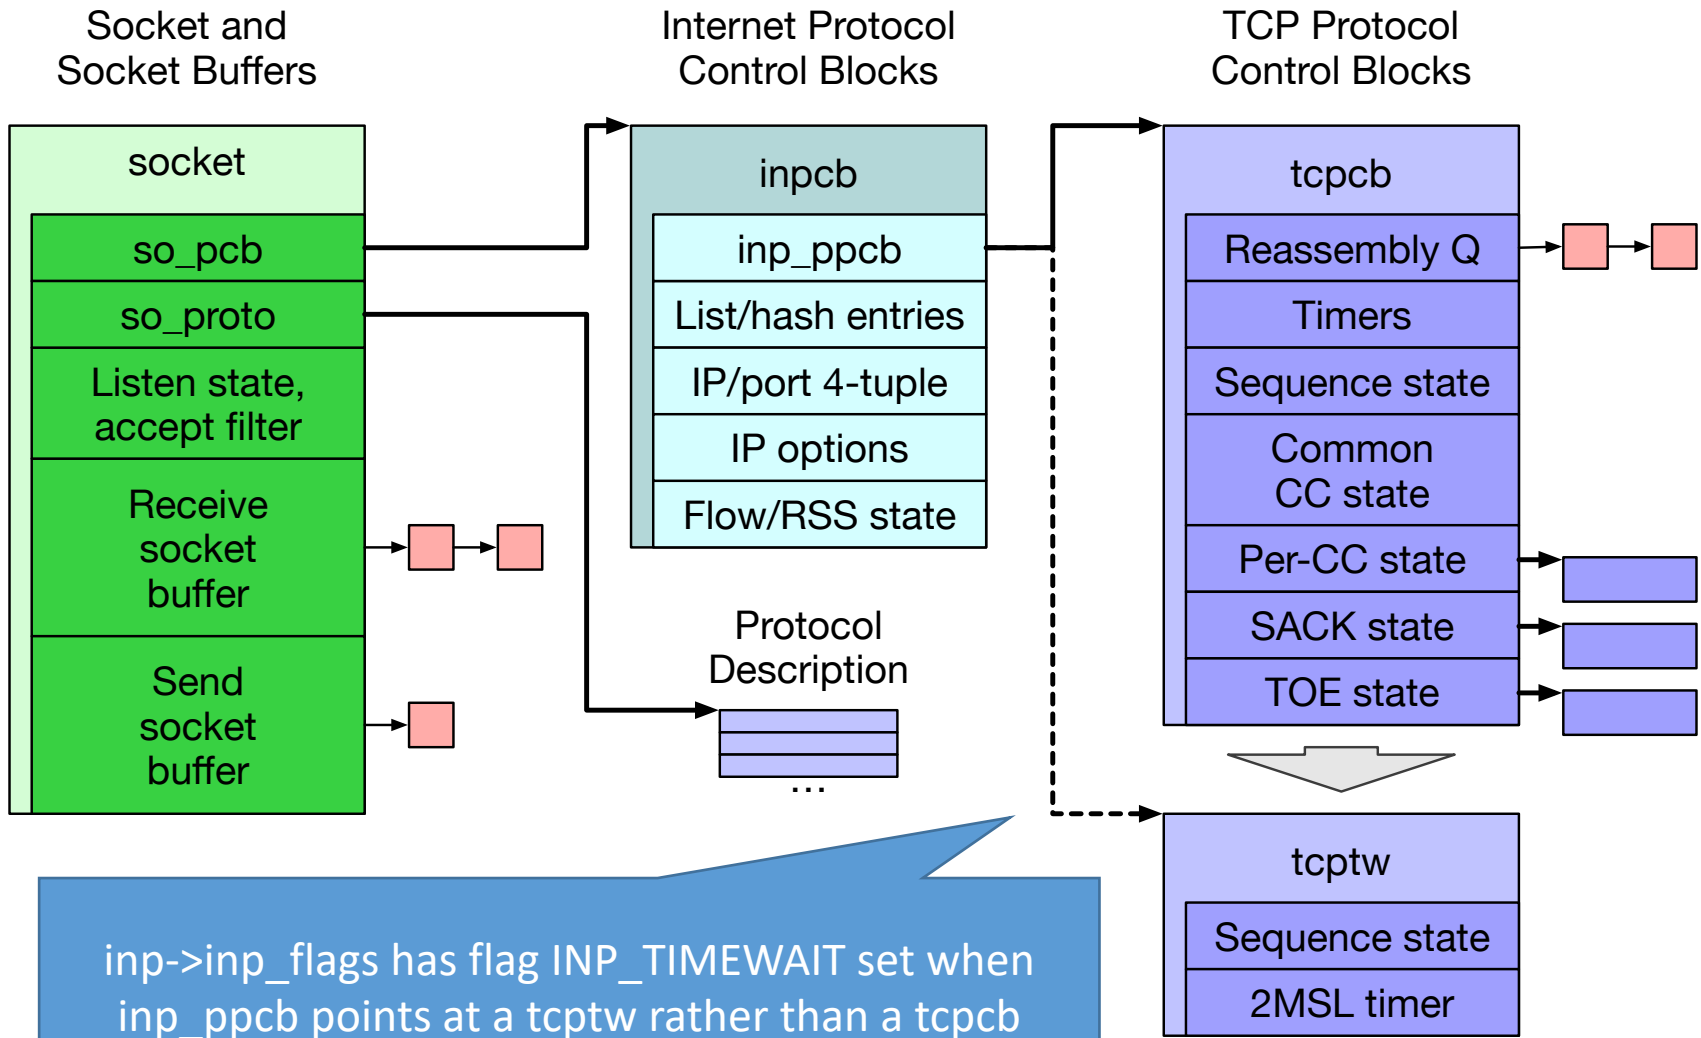 Socket and
Socket Buffers
Internet Protocol
Control Blocks
TCP Protocol
Control Blocks
socket
so_pcb
so_proto
Listen state,
accept filter
Receive
socket
buffer
Send
socket
buffer
inpcb
inp_ppcb
List/hash entries
IP/port 4-tuple
IP options
Flow/RSS state
Protocol
Description
...
tcpcb
Reassembly Q
Timers
Sequence state
Common
CC state
Per-CC state
SACK state
TOE state
tcptw
Sequence state
2MSL timer
inp->inp_flags has flag INP_TIMEWAIT set when
inp_ppcb points at a tcptw rather than a tcpcb